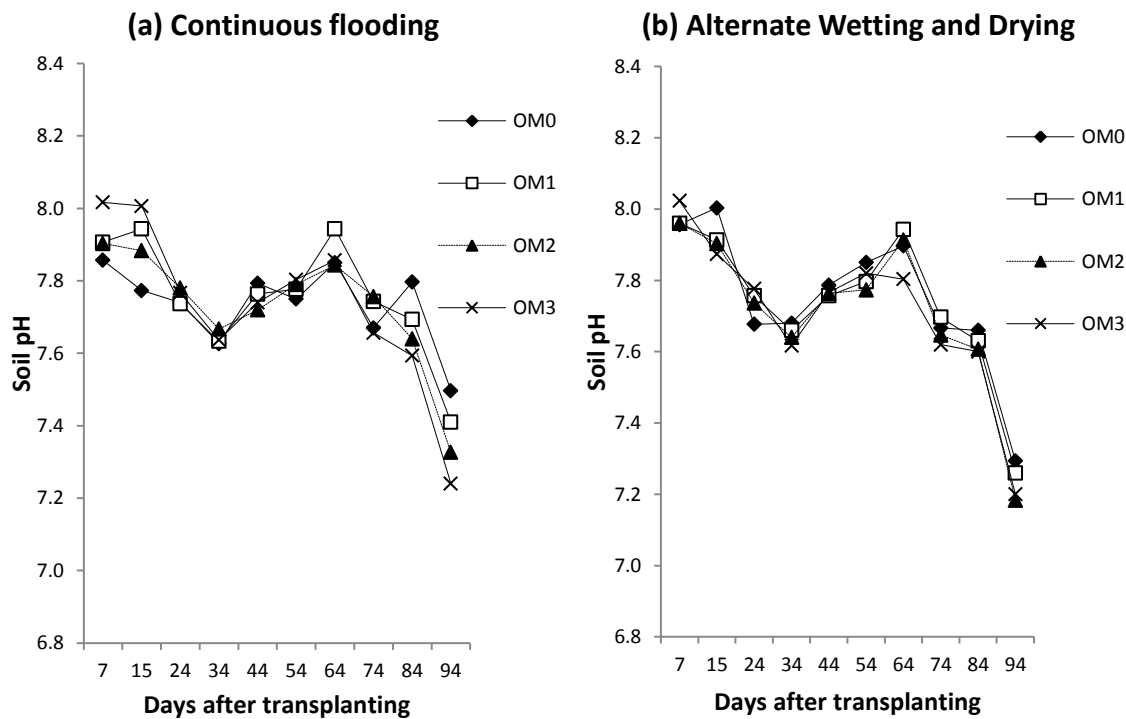 (a) Continuous flooding
8.4
8.2
8.0
7.8
7.6
7.4
7.2
7.0
6.8
Soil pH
7 15 24 34 44 54 64 74 84 94
Days after transplanting
OM0
OM1
OM2
OM3
(b) Alternate Wetting and Drying
8.4
8.2
8.0
7.8
7.6
7.4
7.2
7.0
6.8
Soil pH
7 15 24 34 44 54 64 74 84 94
Days after transplanting
OM0
OM1
OM2
OM3